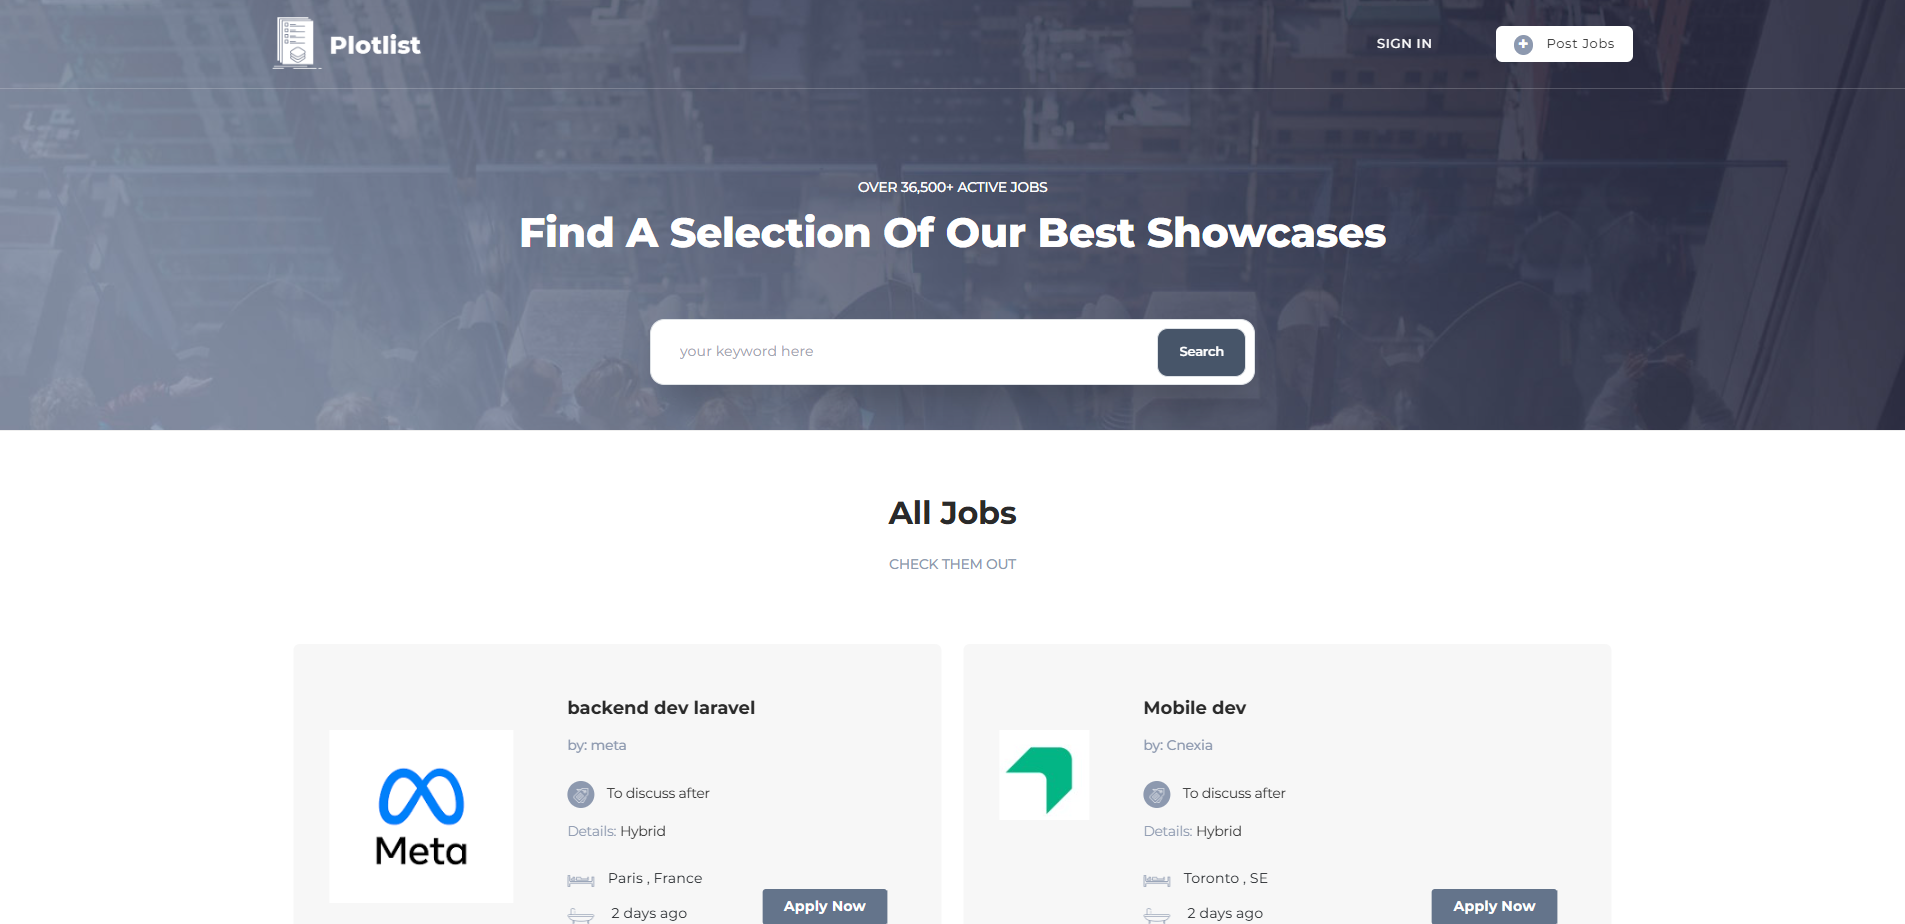 Plotlist
SIGN IN
Post Jobs
OVER 36,500+ ACTIVE JOBS
Find A Selection Of Our Best Showcases
your keyword here
Search
All Jobs
CHECK THEM OUT
Meta
backend dev laravel
by: meta
To discuss after
Details: Hybrid
Paris , France
2 days ago
Apply Now
Mobile dev
by: Cnexia
To discuss after
Details: Hybrid
Toronto , SE
2 days ago
Apply Now